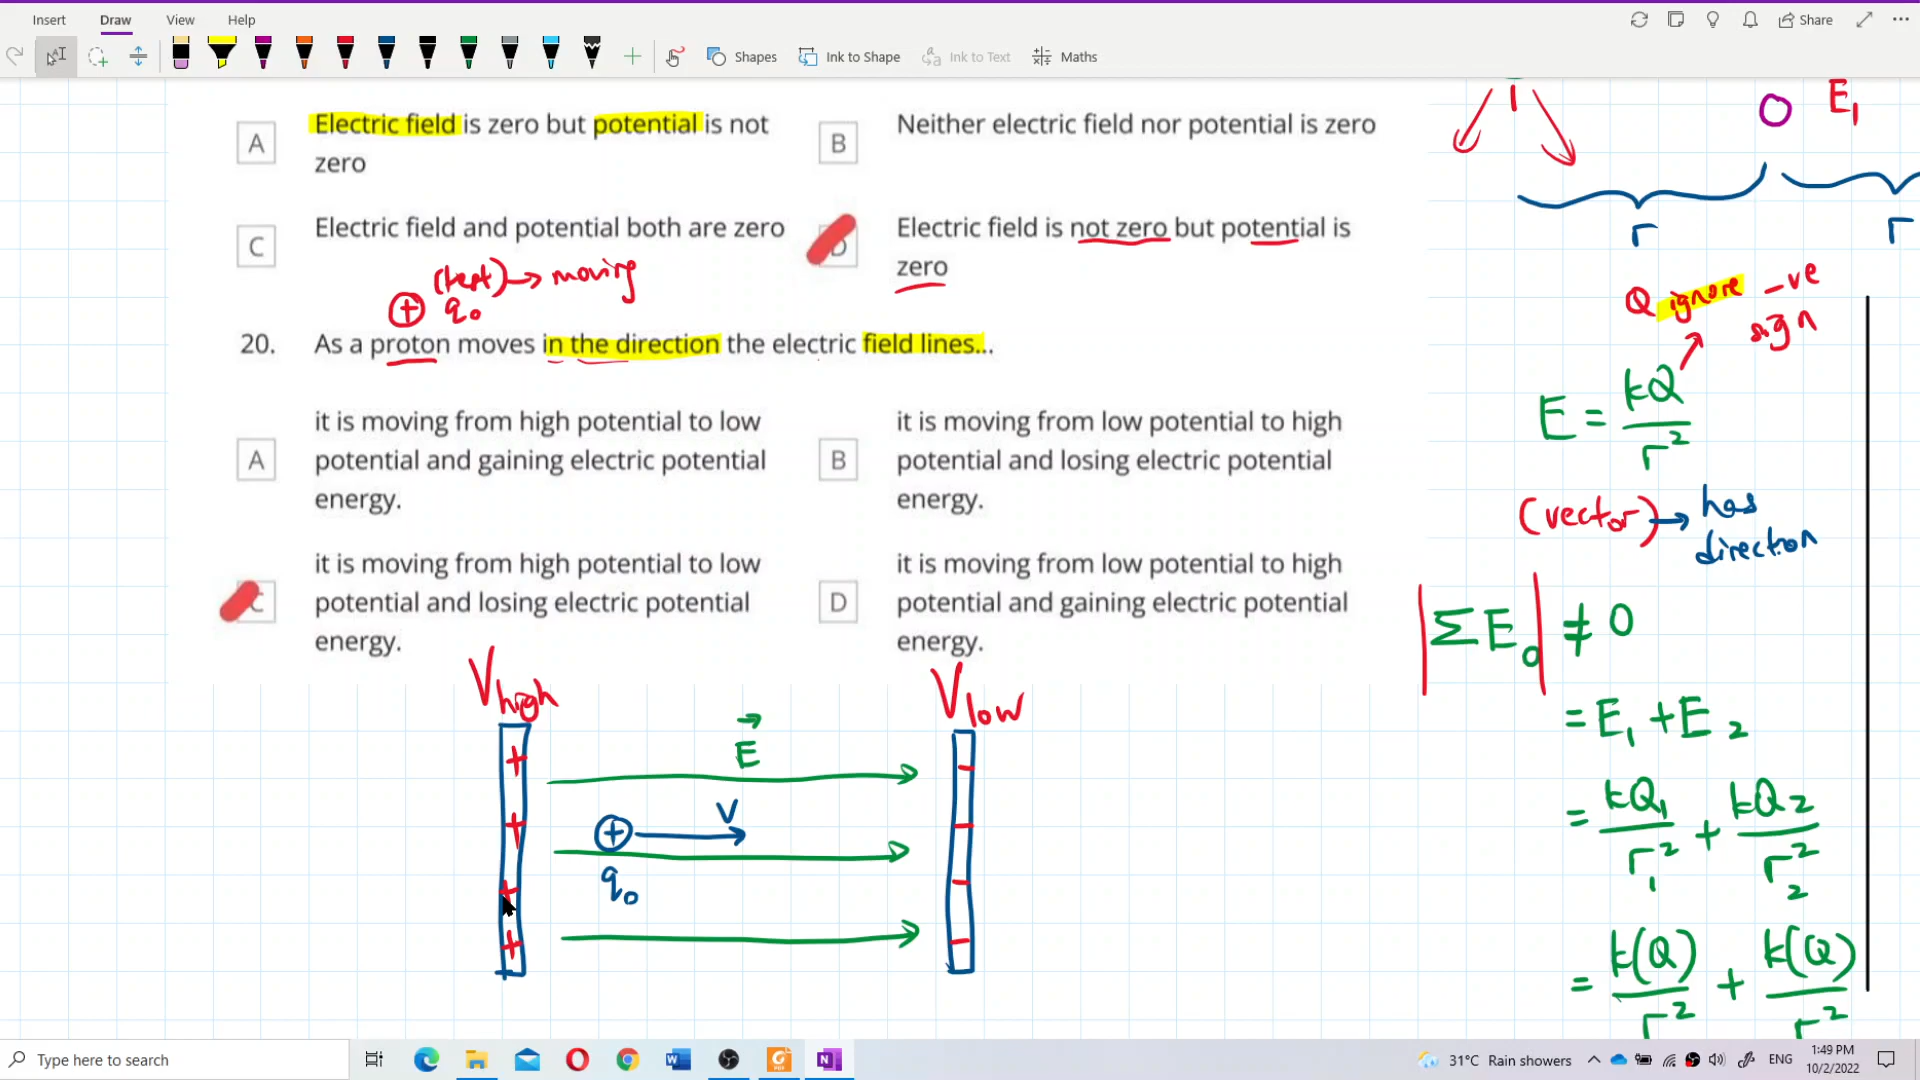 Insert Draw View Help
Share
Shapes Ink to Shape Ink to Text Maths
A Electric field is zero but potential is not
zero
B Neither electric field nor potential is zero
C Electric field and potential both are zero
D Electric field is not zero but potential is
zero
(test) → moving
+ q₀
20. As a proton moves in the direction the electric field lines...
A it is moving from high potential to low
potential and gaining electric potential
energy.
B it is moving from low potential to high
potential and losing electric potential
energy.
C it is moving from high potential to low
potential and losing electric potential
energy.
D it is moving from low potential to high
potential and gaining electric potential
energy.
V high
V low
E
V
+
q₀
+
+
+
+
−
−
−
−
E₁
r
r
Q ignore -ve
sign
E = kQ/r²
(vector) → has
direction
|ΣE₀| ≠ 0
= E₁ + E₂
= kQ₁/r₁² + kQ₂/r₂²
= k(Q)/r² + k(Q)/r²
Type here to search
31°C Rain showers
ENG
1:49 PM
10/2/2022